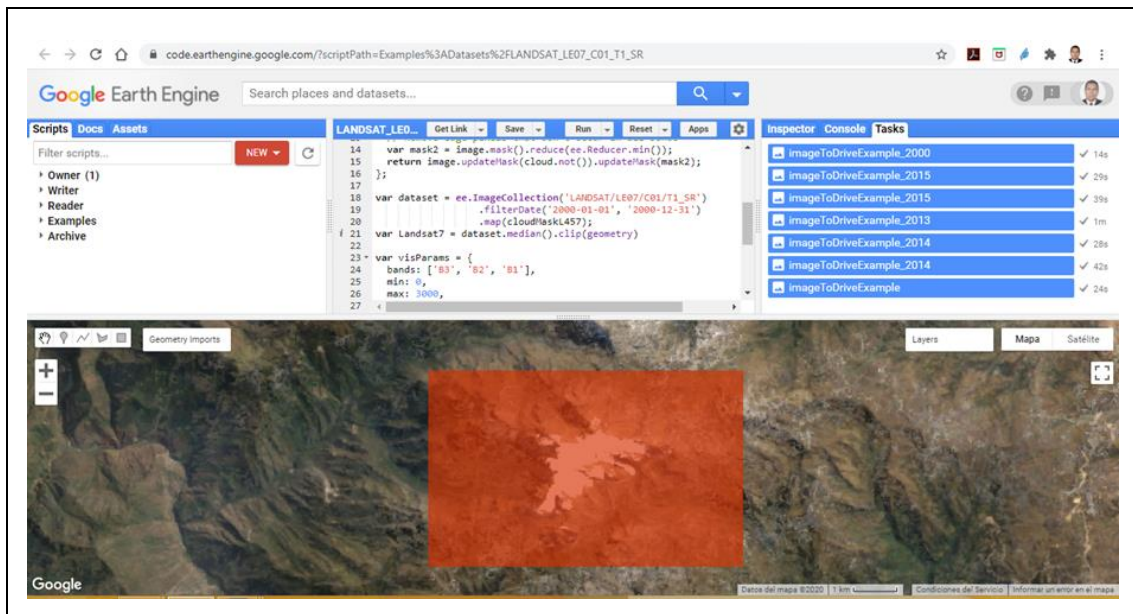 code.earthengine.google.com/?scriptPath=Examples%3ADatasets%2FLANDSAT_LE07_C01_T1_SR
Google Earth Engine
Search places and datasets...
Scripts Docs Assets
Filter scripts...
NEW
Owner (1)
Writer
Reader
Examples
Archive
LANDSAT_LE0... Get Link Save Run Reset Apps
14 var mask2 = image.mask().reduce(ee.Reducer.min());
15 return image.updateMask(cloud.not()).updateMask(mask2);
16 };
17
18 var dataset = ee.ImageCollection('LANDSAT/LE07/C01/T1_SR')
19 .filterDate('2000-01-01', '2000-12-31')
20 .map(cloudMaskL457);
i 21 var Landsat7 = dataset.median().clip(geometry)
22
23 var visParams = {
24 bands: ['B3', 'B2', 'B1'],
25 min: 0,
26 max: 3000,
27
Inspector Console Tasks
imageToDriveExample_2000 14s
imageToDriveExample_2015 29s
imageToDriveExample_2015 39s
imageToDriveExample_2013 1m
imageToDriveExample_2014 28s
imageToDriveExample_2014 42s
imageToDriveExample 24s
Geometry Imports
Layers
Mapa Satélite
Google
Datos del mapa ©2020 1 km Condiciones del Servicio Informar un error en el mapa